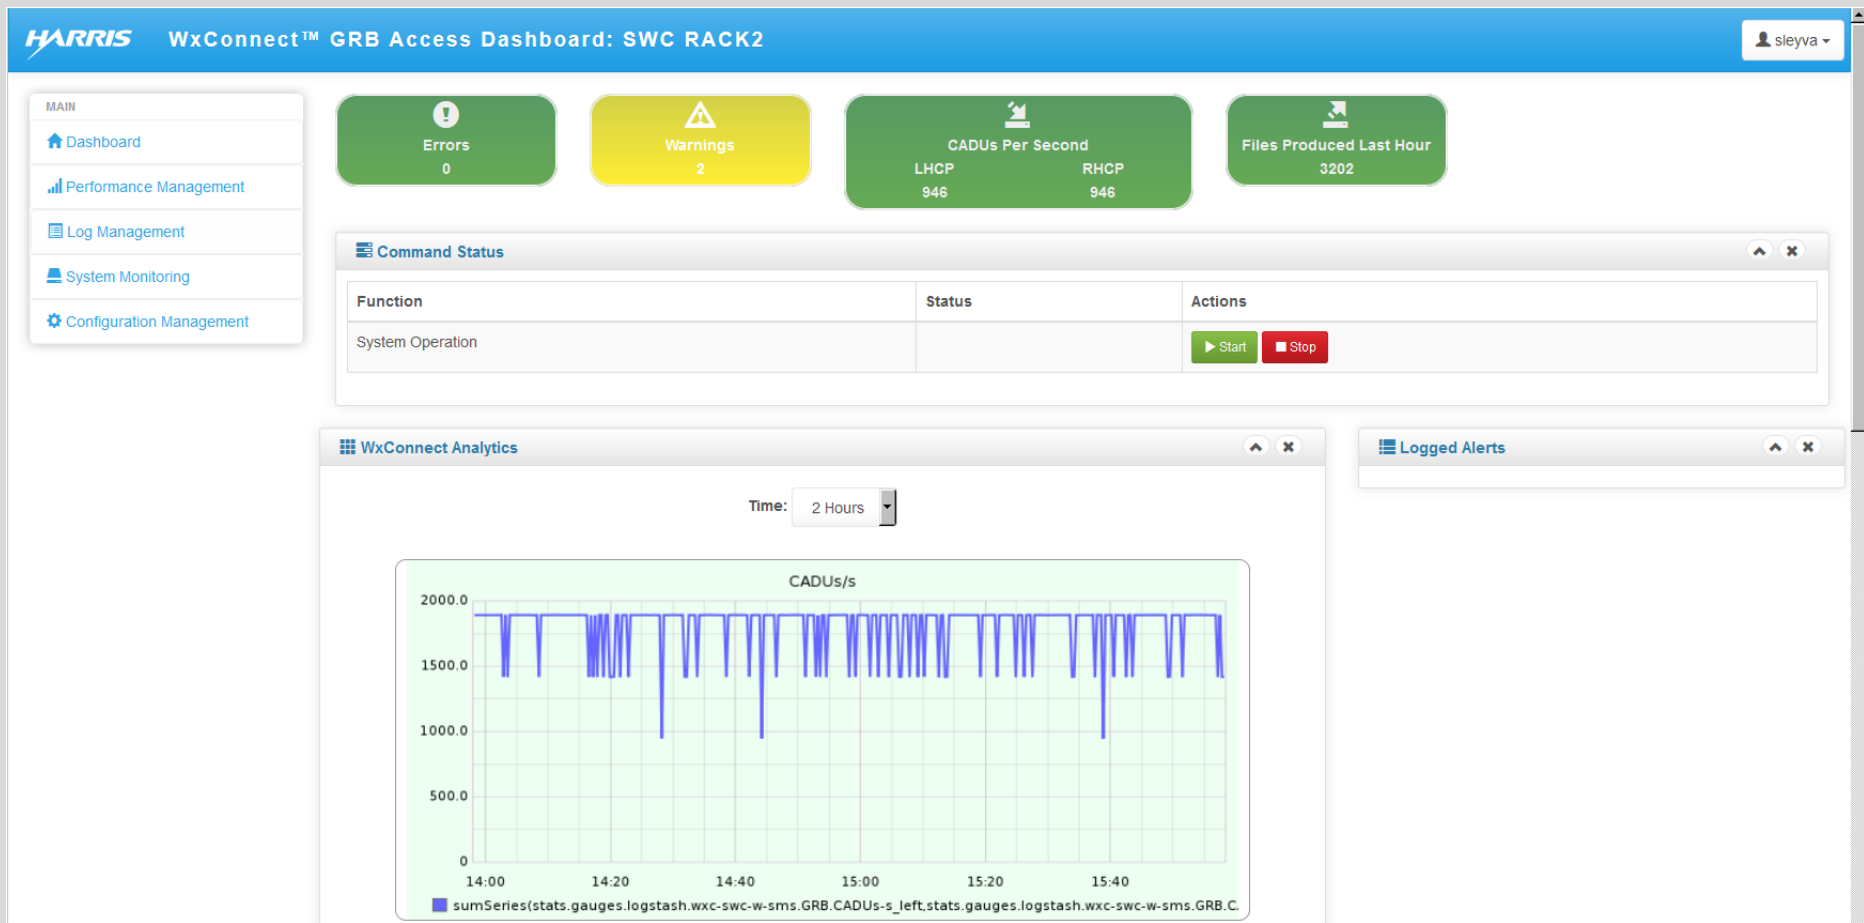 HARRIS
WxConnect™ GRB Access Dashboard: SWC RACK2
sleyva
MAIN
Dashboard
Performance Management
Log Management
System Monitoring
Configuration Management
Errors
0
Warnings
2
CADUs Per Second
LHCP RHCP
946 946
Files Produced Last Hour
3202
Command Status
Function Status Actions
System Operation Start Stop
WxConnect Analytics
Logged Alerts
Time: 2 Hours
CADUs/s
2000.0
1500.0
1000.0
500.0
0
14:00 14:20 14:40 15:00 15:20 15:40
sumSeries(stats.gauges.logstash.wxc-swc-w-sms.GRB.CADUs-s_left,stats.gauges.logstash.wxc-swc-w-sms.GRB.C.